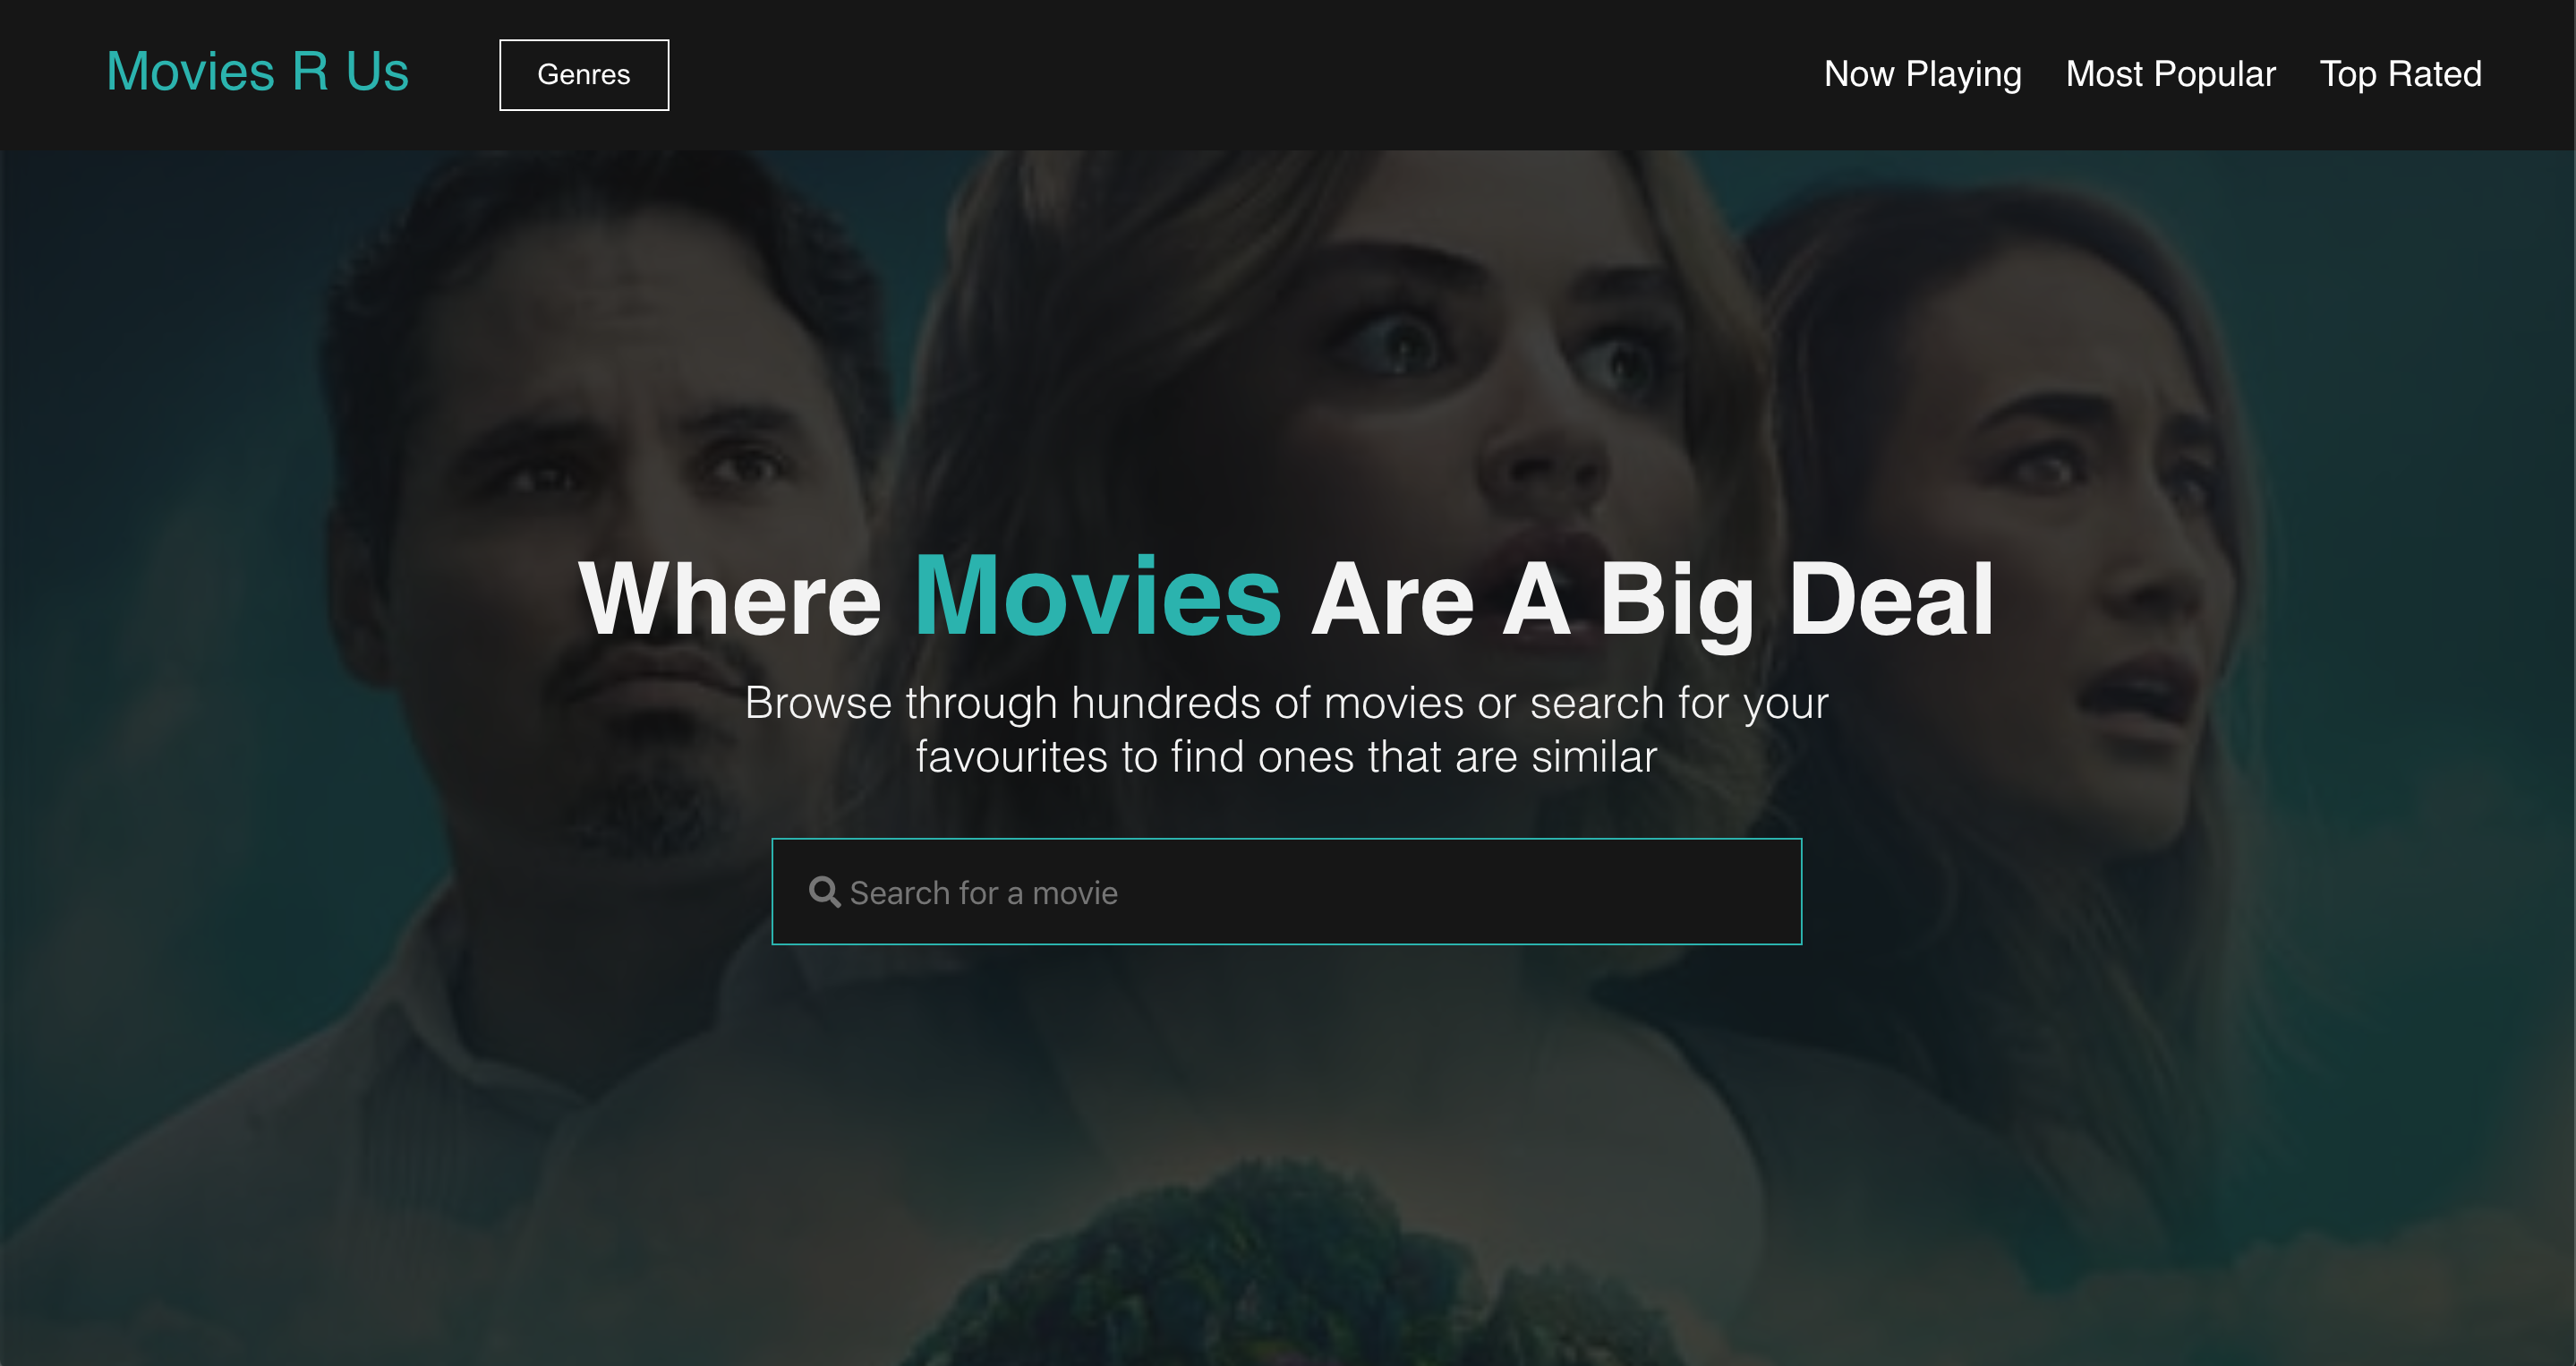 Movies R Us
Genres
Now Playing
Most Popular
Top Rated
Where Movies Are A Big Deal
Browse through hundreds of movies or search for your
favourites to find ones that are similar
Search for a movie